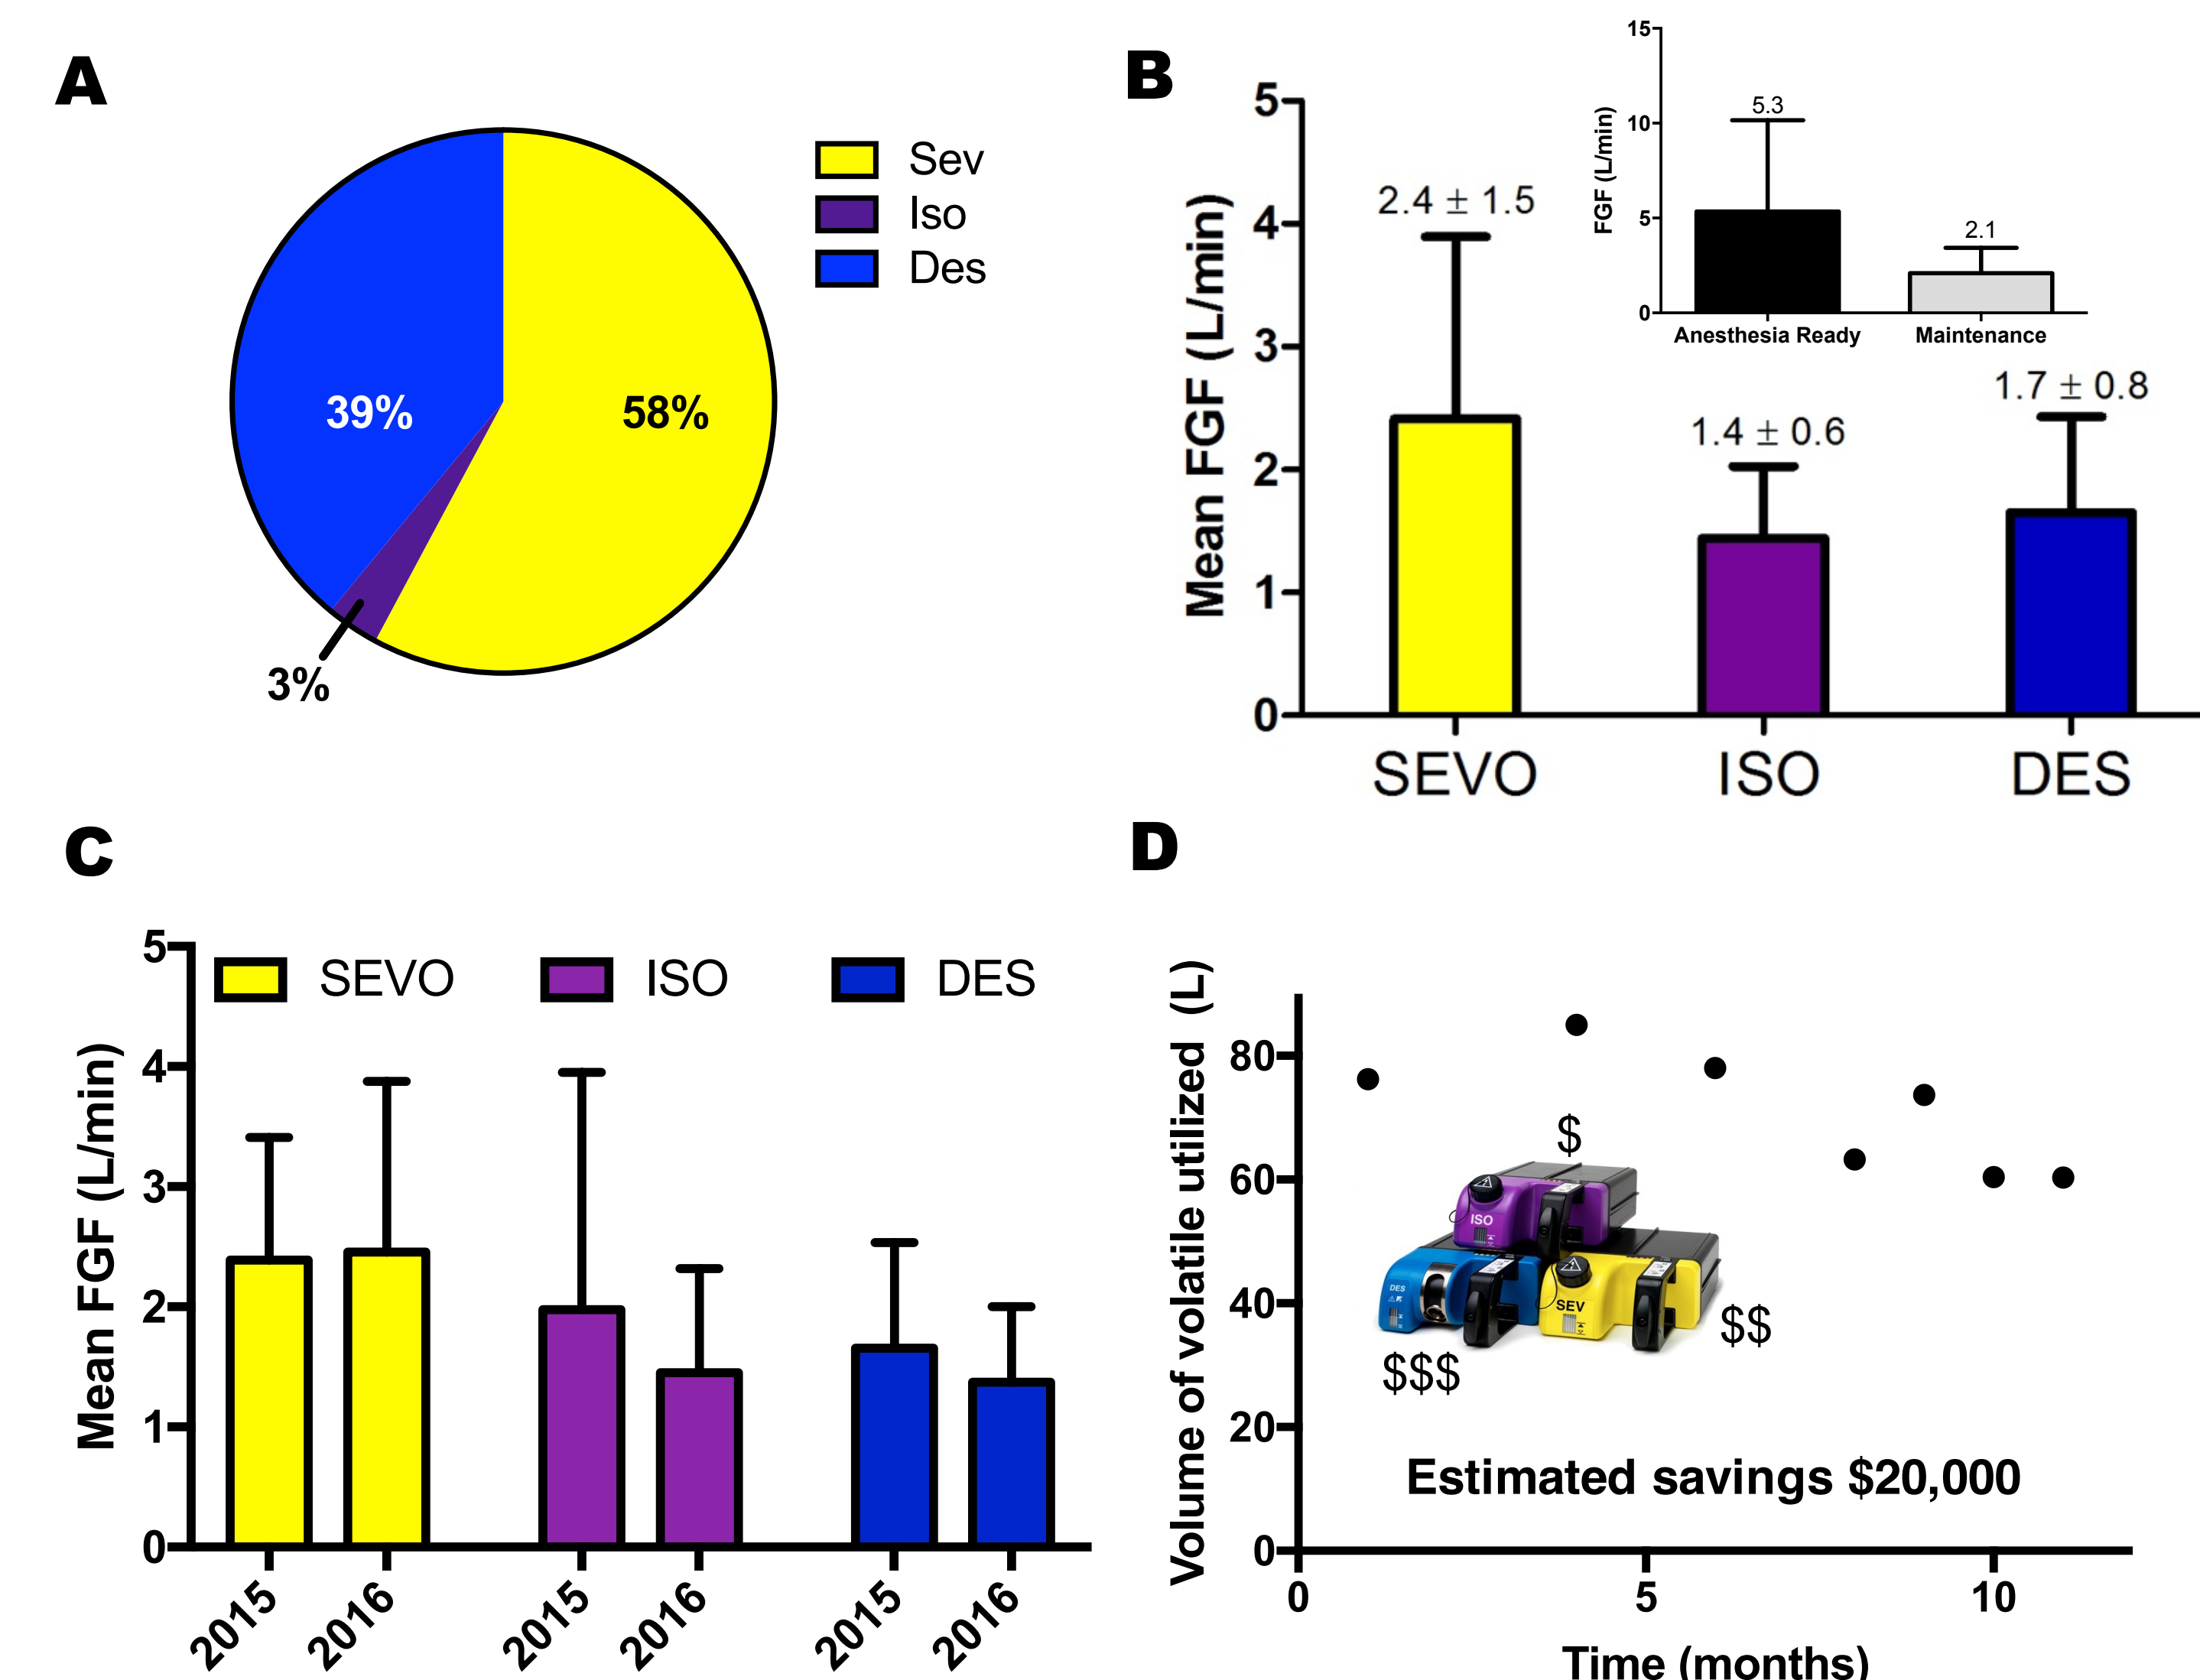 A
Sev
Iso
Des
39%
58%
3%
B
Mean FGF (L/min)
5
4
3
2
1
0
2.4 ± 1.5
1.4 ± 0.6
1.7 ± 0.8
SEVO
ISO
DES
FGF (L/min)
15
10
5
0
5.3
2.1
Anesthesia Ready
Maintenance
C
Mean FGF (L/min)
5
4
3
2
1
0
SEVO
ISO
DES
2015
2016
2015
2016
2015
2016
D
Volume of volatile utilized (L)
80
60
40
20
0
$
ISO
DES
SEV
$$
$$$
Estimated savings $20,000
0
5
10
Time (months)